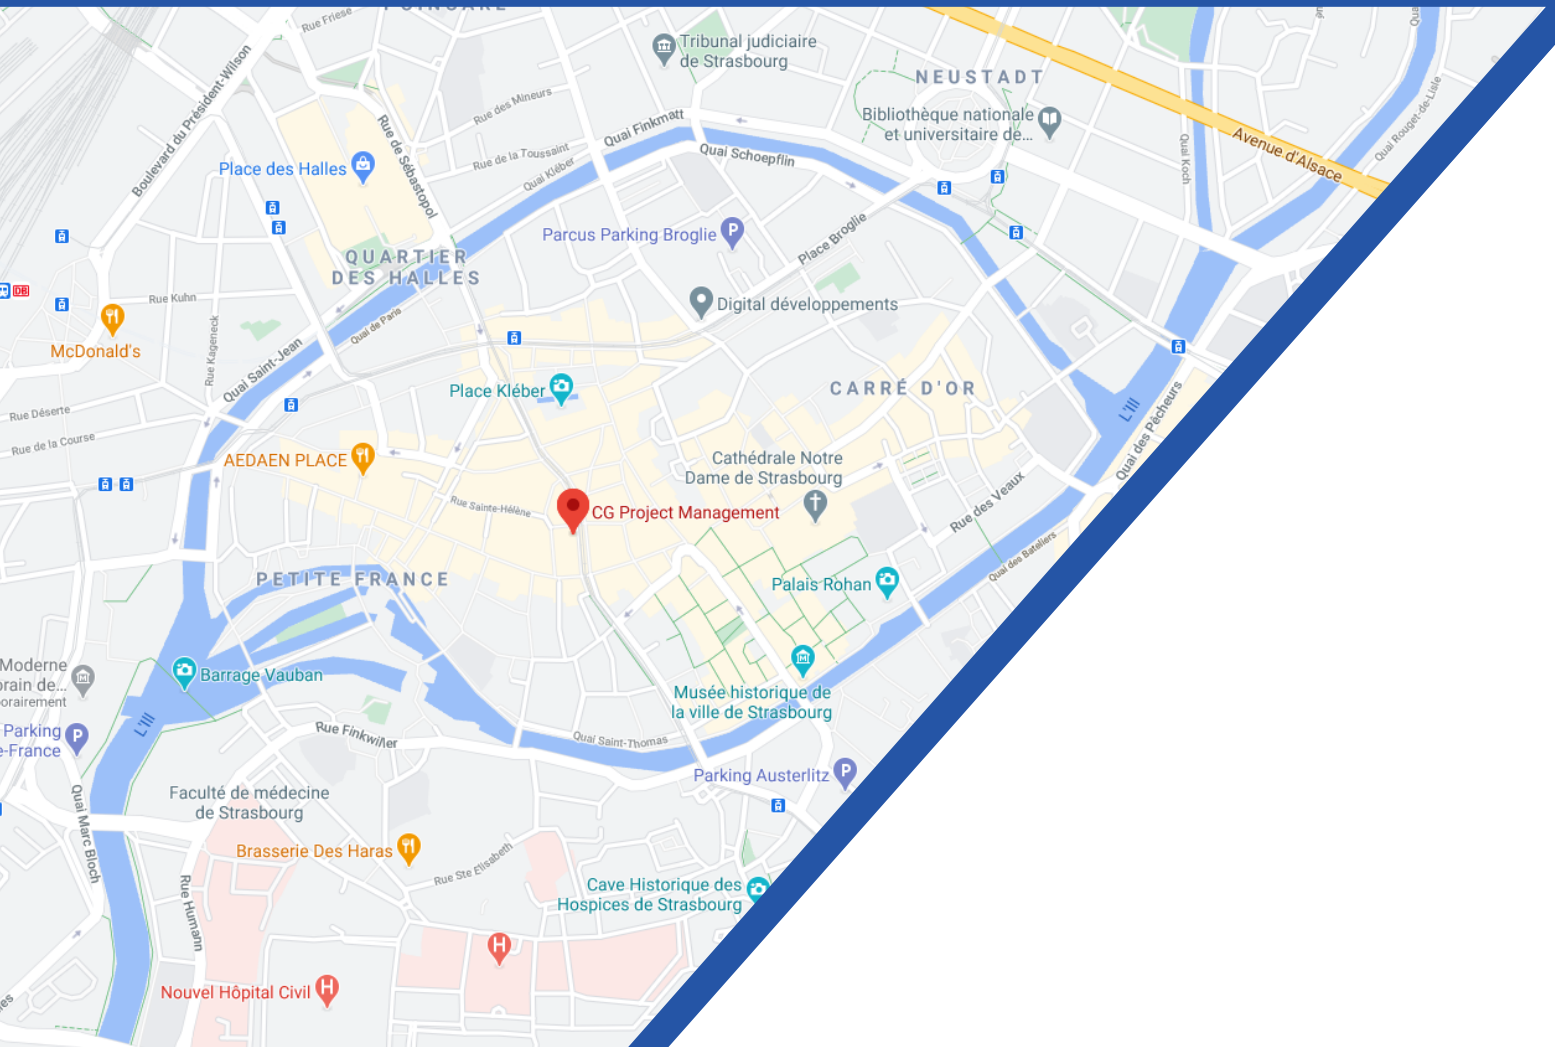 POINCARÉ
Rue Friese
Tribunal judiciaire
de Strasbourg
NEUSTADT
Boulevard du Président-Wilson
Rue des Mineurs
Quai Finkmatt
Bibliothèque nationale
et universitaire de...
Quai Rouget-de-Lisle
Avenue d'Alsace
Rue de Sébastopol
Rue de la Toussaint
Quai Schoepflin
Quai Koch
Place des Halles
Quai Kléber
Parcus Parking Broglie
P
Place Broglie
QUARTIER
DES HALLES
DB
Rue Kuhn
Digital développements
McDonald's
Rue Kageneck
Quai Saint-Jean
Quai de Paris
Place Kléber
CARRÉ D'OR
L'Ill
Quai des Pêcheurs
Rue Déserte
Rue de la Course
AEDAEN PLACE
Cathédrale Notre
Dame de Strasbourg
Rue Sainte-Hélène
CG Project Management
Rue des Veaux
Quai des Bateliers
PETITE FRANCE
Palais Rohan
Moderne
orain de...
orairement
Barrage Vauban
Musée historique de
la ville de Strasbourg
L'Ill
Parking
e-France
P
Rue Finkwiller
Quai Saint-Thomas
Parking Austerlitz
P
Faculté de médecine
de Strasbourg
Quai Marc Bloch
Brasserie Des Haras
Rue Ste Elisabeth
Cave Historique des
Hospices de Strasbourg
Rue Humann
H
Nouvel Hôpital Civil
H